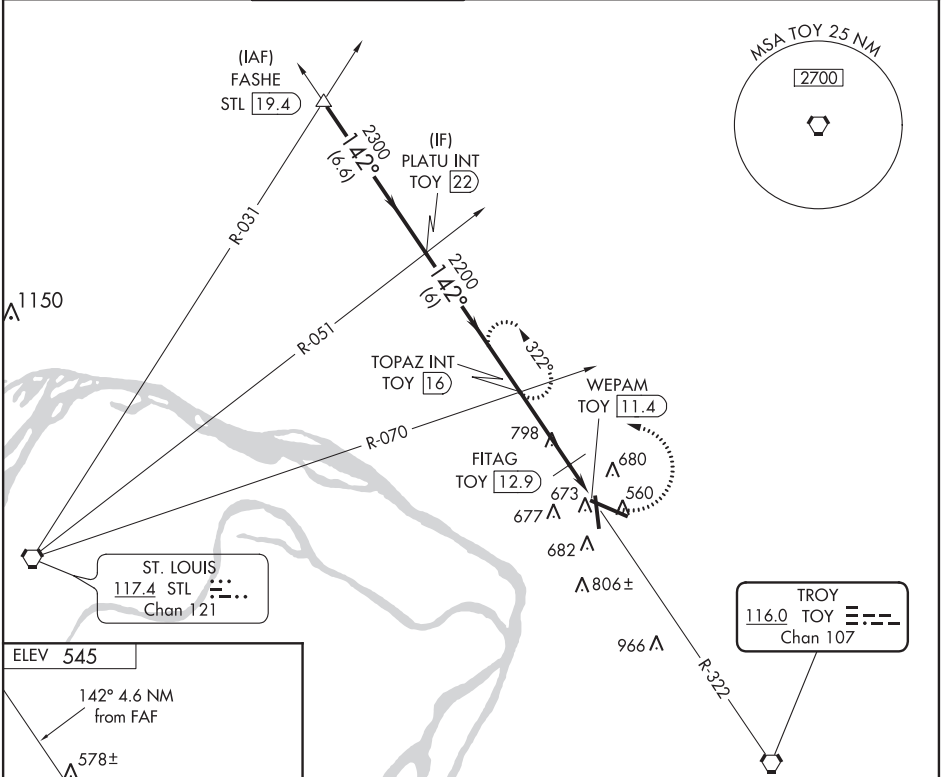 (IAF)
FASHE
STL 19.4
MSA TOY 25 NM
2700
2300
142°
(6.6)
(IF)
PLATU INT
TOY 22
R-031
2200
142°
(6)
1150
R-051
322°
TOPAZ INT
TOY 16
WEPAM
TOY 11.4
R-070
798
FITAG
TOY 12.9
680
673
560
677
682
ST. LOUIS
117.4 STL
Chan 121
806±
TROY
116.0 TOY
Chan 107
966
R-322
ELEV 545
142° 4.6 NM
from FAF
578±